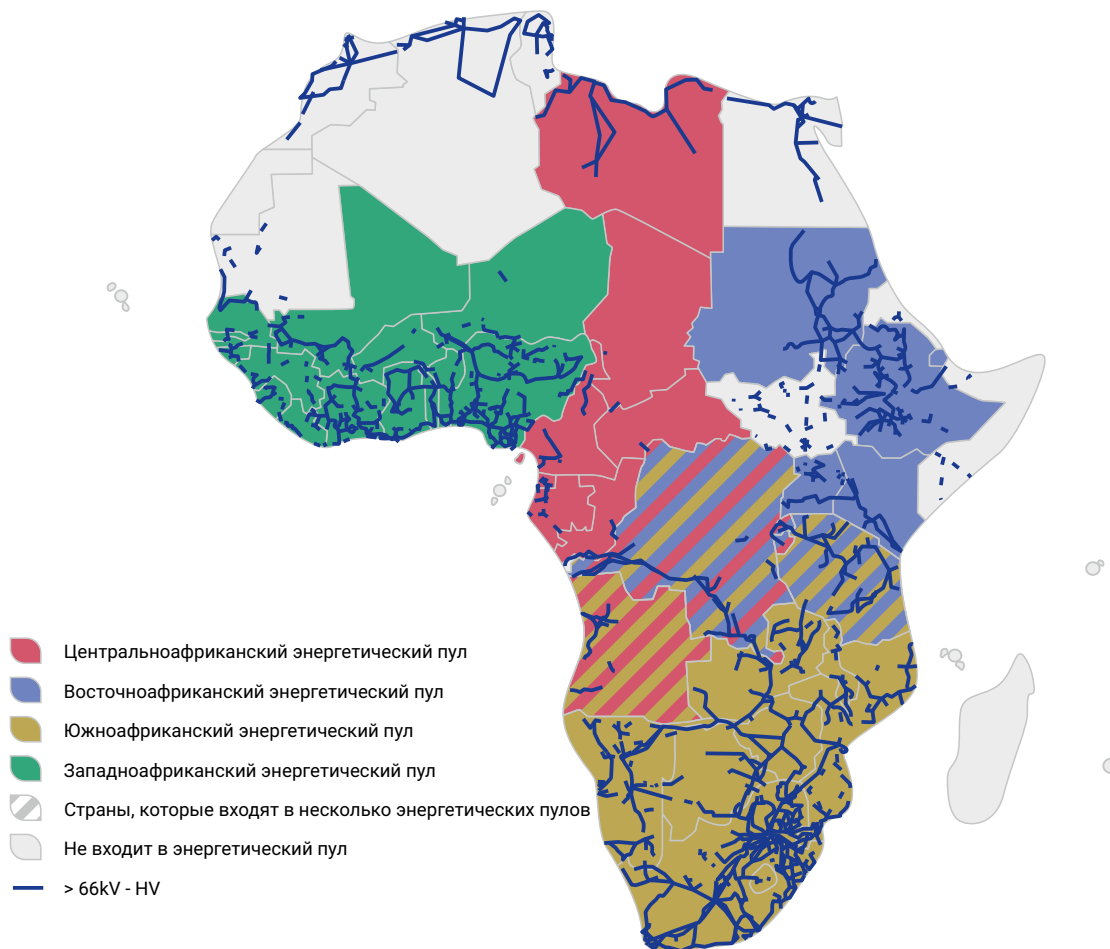 Центральноафриканский энергетический пул
Восточноафриканский энергетический пул
Южноафриканский энергетический пул
Западноафриканский энергетический пул
Страны, которые входят в несколько энергетических пулов
Не входит в энергетический пул
> 66kV - HV